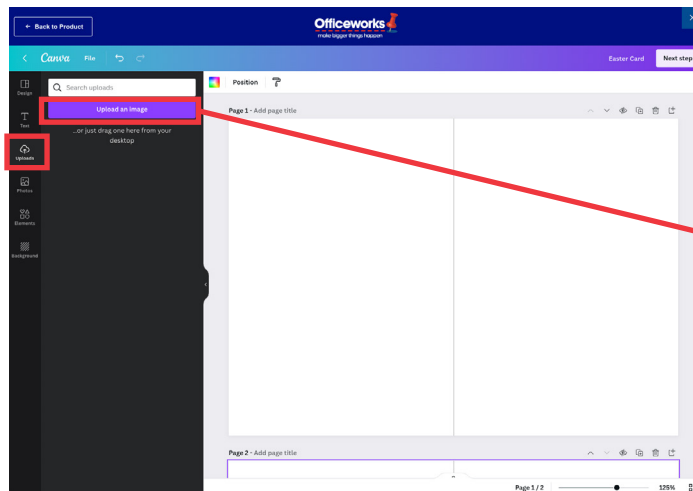 ← Back to Product
Officeworks
make bigger things happen
Canva
File
Easter Card
Next step
Design
Text
Uploads
Photos
Elements
Background
Search uploads
Upload an image
...or just drag one here from your
desktop
Position
Page 1 - Add page title
Page 2 - Add page title
Page 1 / 2
125%